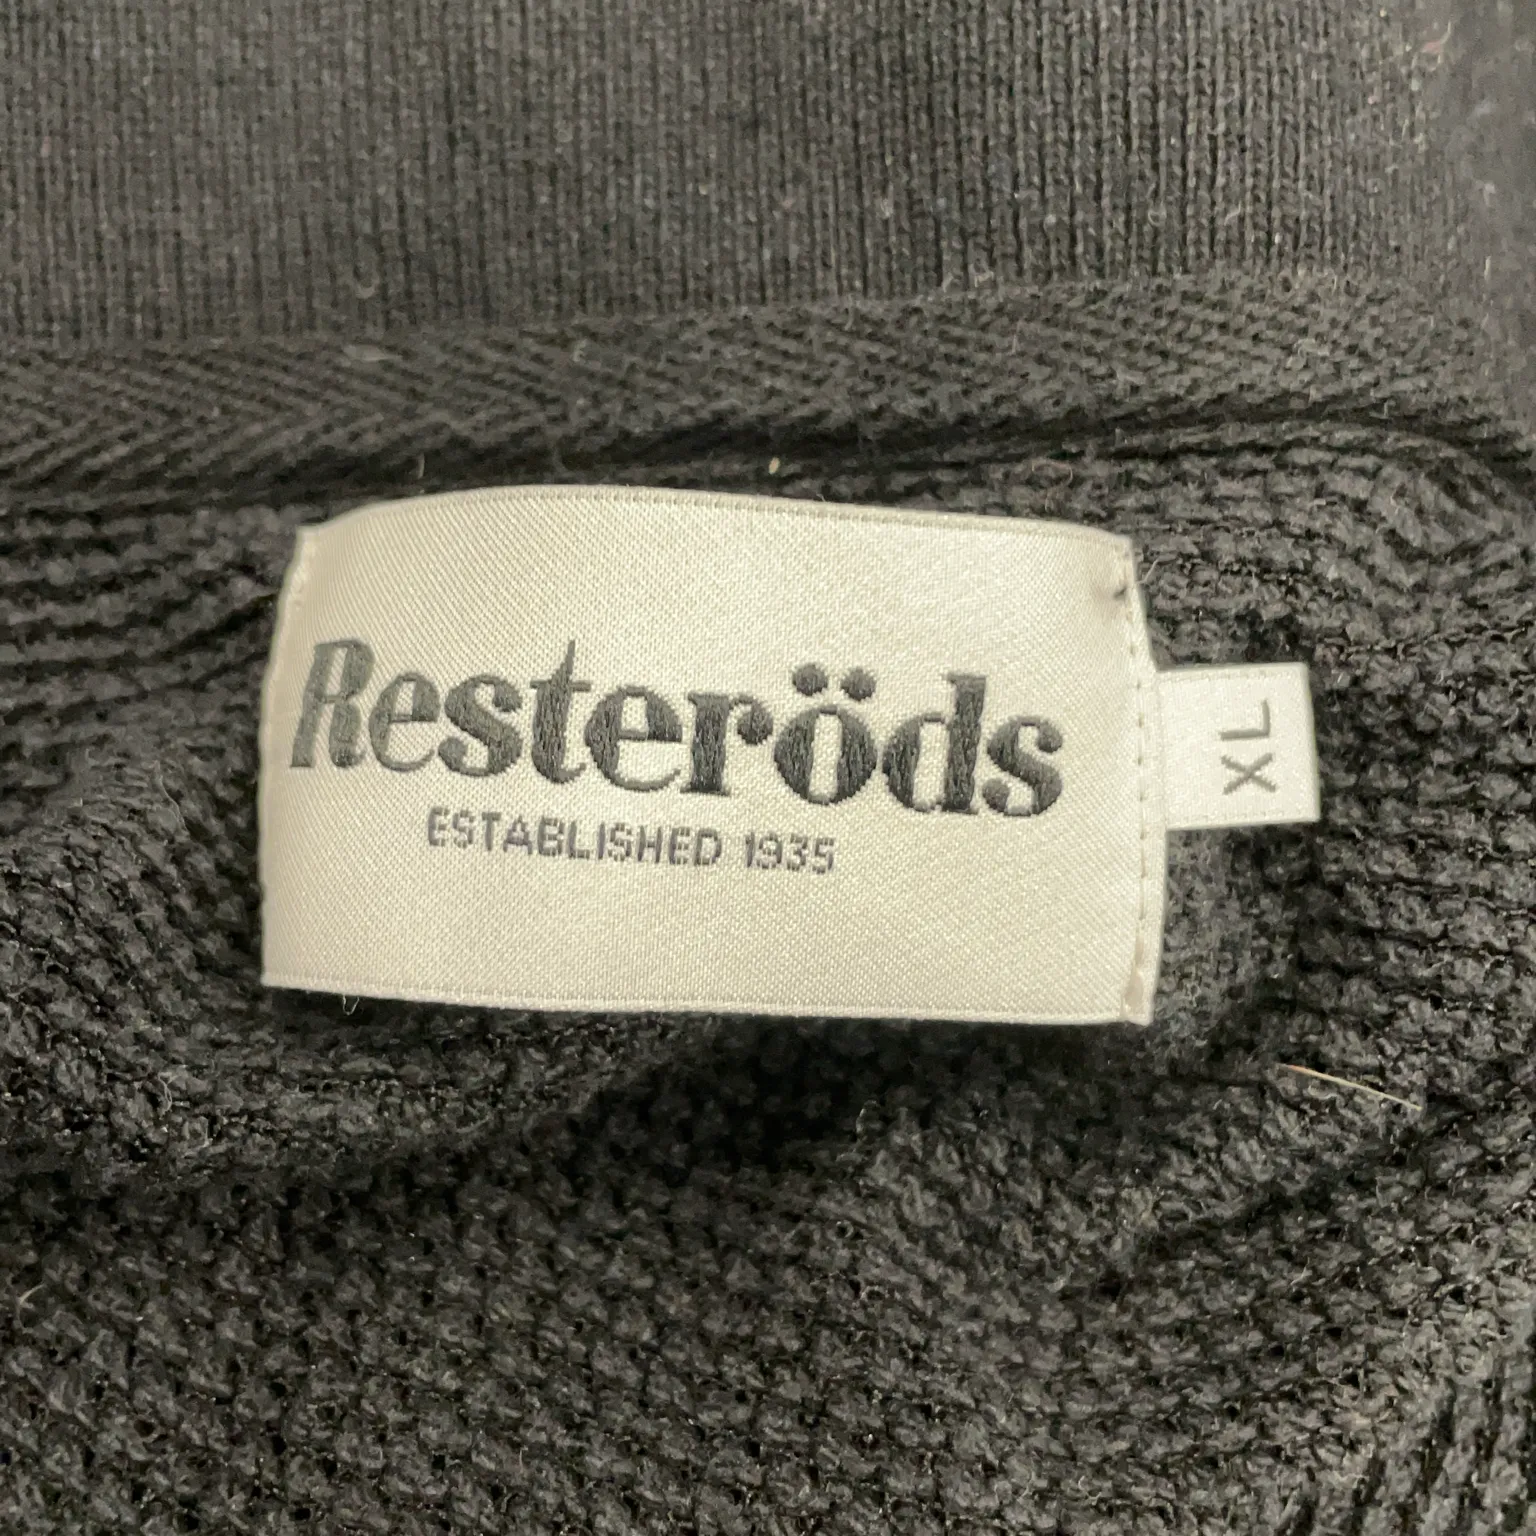 Resteröds
ESTABLISHED 1935
XL